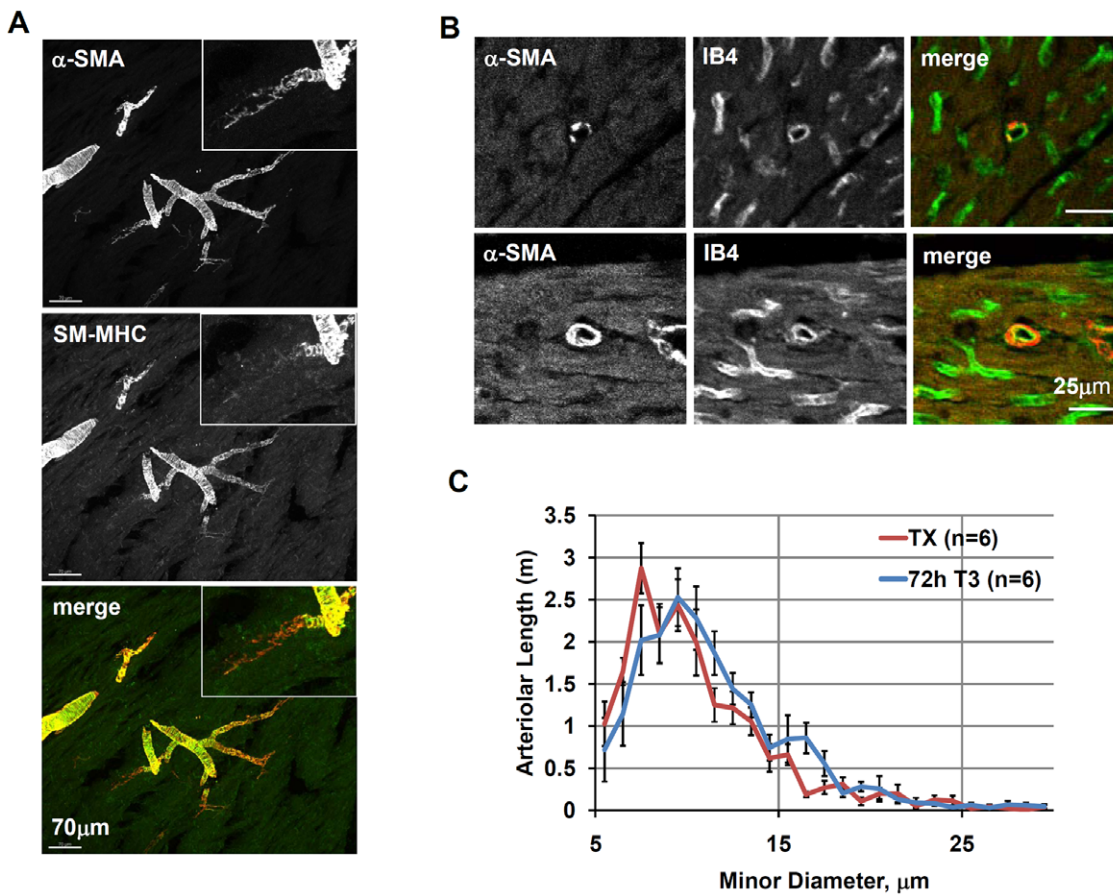 A
α-SMA
SM-MHC
merge
70μm
B
α-SMA
IB4
merge
α-SMA
IB4
merge
25μm
C
3.5
3
2.5
2
1.5
1
0.5
0
Arteriolar Length (m)
TX (n=6)
72h T3 (n=6)
5
15
25
Minor Diameter, μm